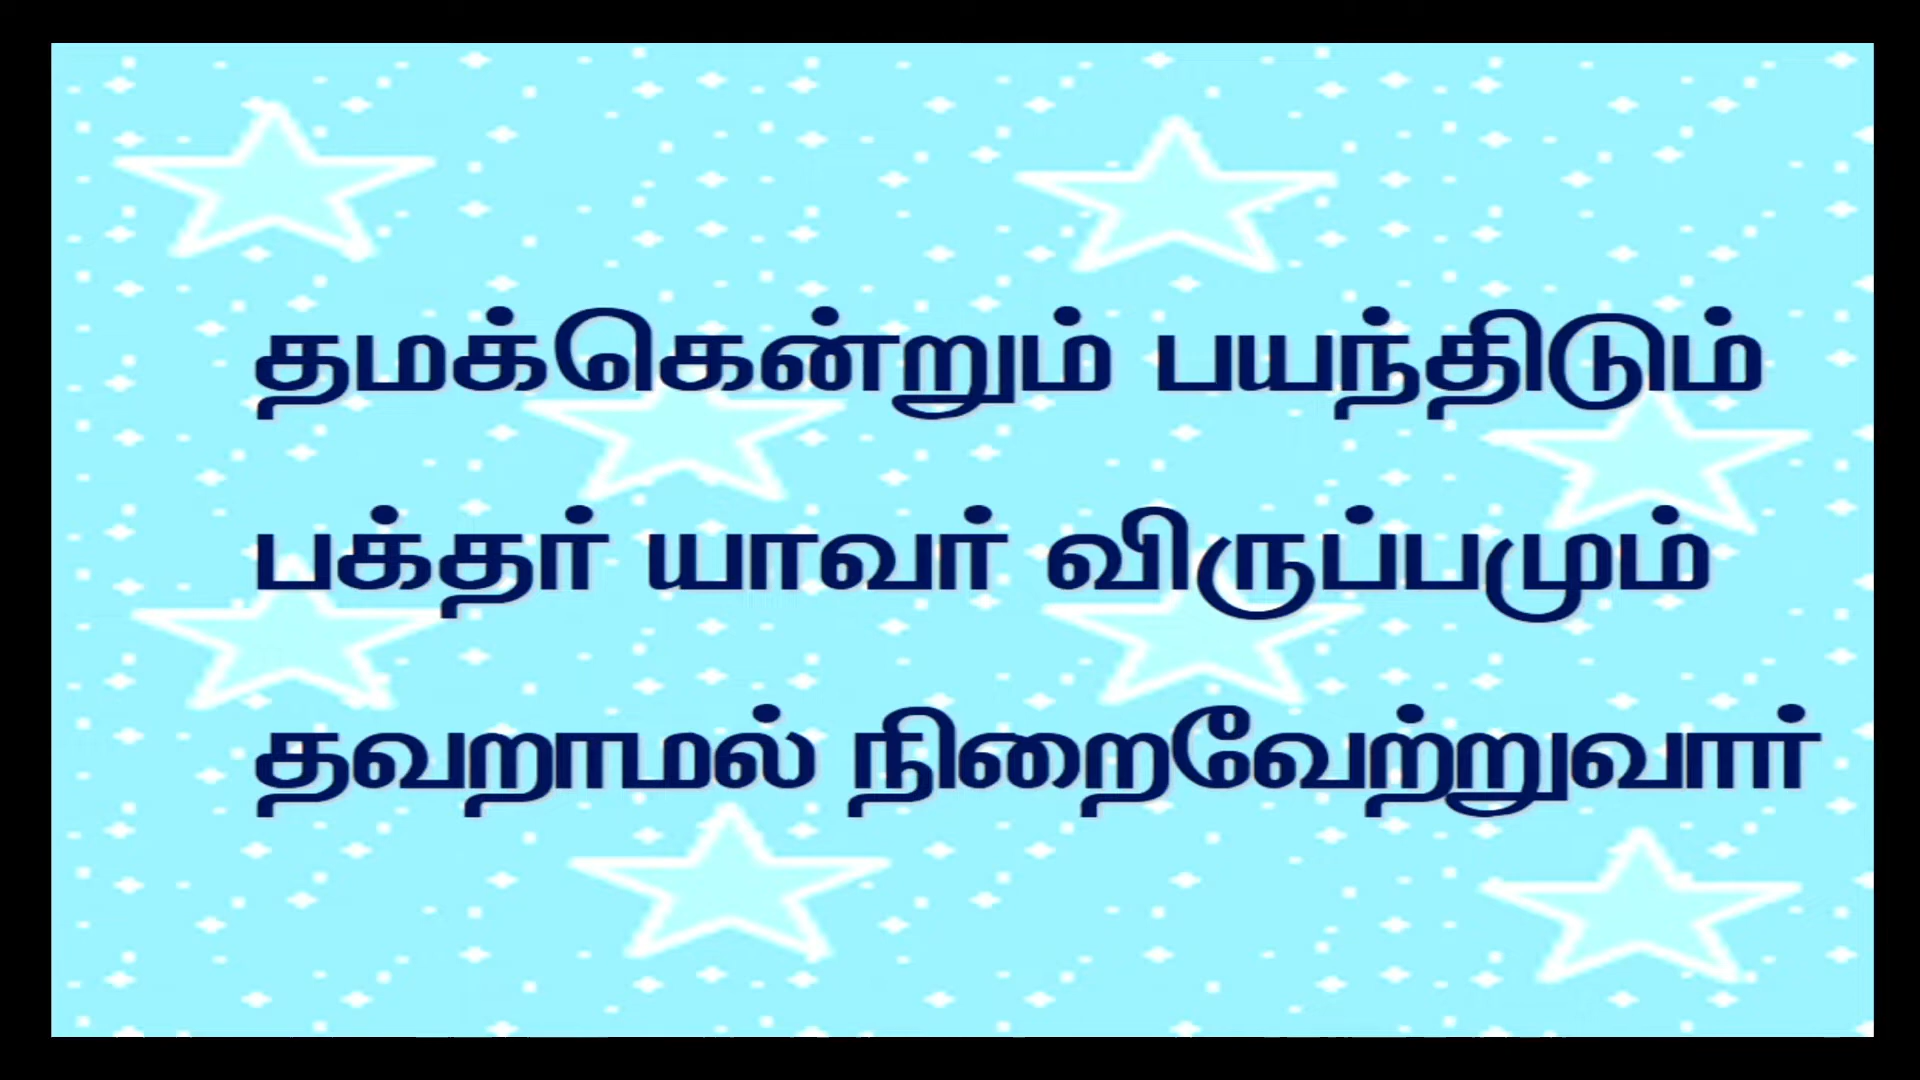 தமக்கென்றும் பயந்திடும்
பக்தர் யாவர் விருப்பமும்
தவறாமல் நிறைவேற்றுவார்